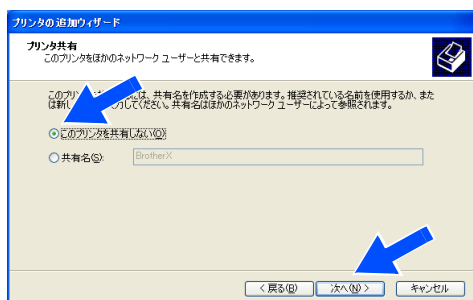 プリンタの追加ウィザード
プリンタ共有
このプリンタをほかのネットワーク ユーザーと共有できます。
このプリンタ には、共有名を作成する必要があります。推奨されている名前を使用するか、また
は新し 力してください。共有名はほかのネットワーク ユーザーによって参照されます。
このプリンタを共有しない(O)
共有名(S):
BrotherX
< 戻る(B)
次へ(N) >
キャンセル